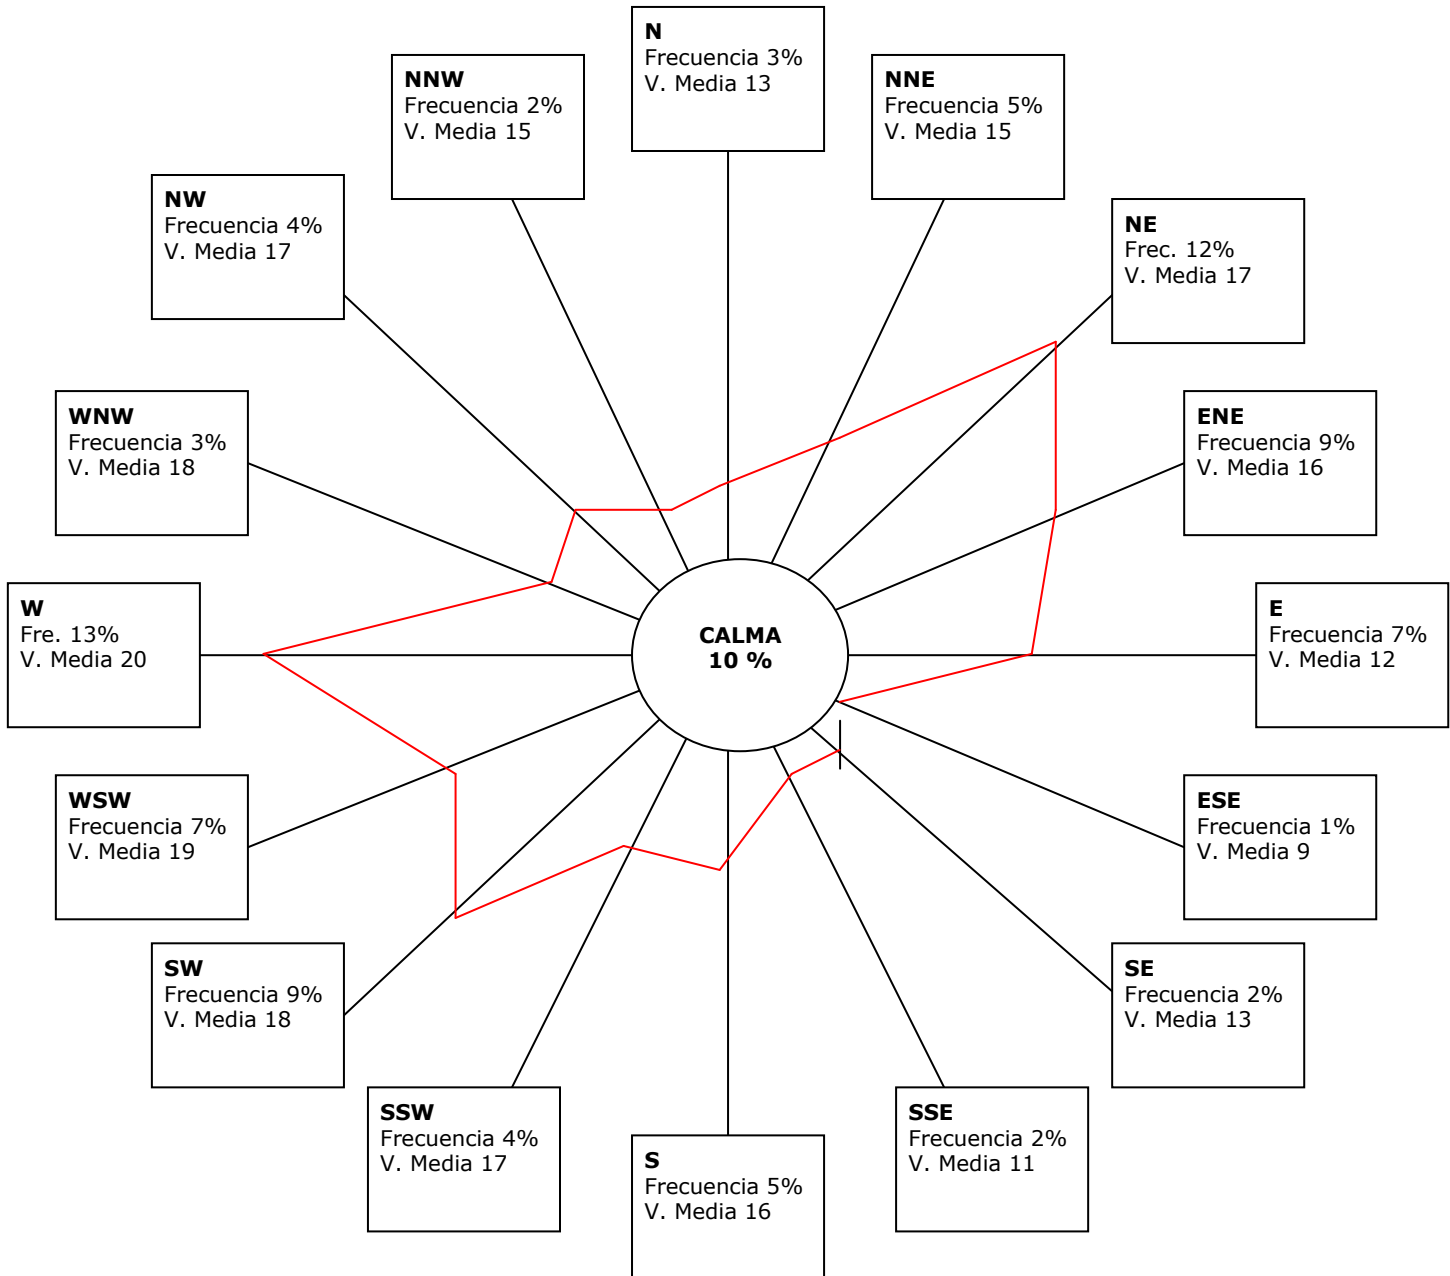 N
Frecuencia 3%
V. Media 13
NNW
Frecuencia 2%
V. Media 15
NNE
Frecuencia 5%
V. Media 15
NW
Frecuencia 4%
V. Media 17
NE
Frec. 12%
V. Media 17
WNW
Frecuencia 3%
V. Media 18
ENE
Frecuencia 9%
V. Media 16
W
Fre. 13%
V. Media 20
CALMA
10 %
E
Frecuencia 7%
V. Media 12
WSW
Frecuencia 7%
V. Media 19
ESE
Frecuencia 1%
V. Media 9
SW
Frecuencia 9%
V. Media 18
SE
Frecuencia 2%
V. Media 13
SSW
Frecuencia 4%
V. Media 17
S
Frecuencia 5%
V. Media 16
SSE
Frecuencia 2%
V. Media 11